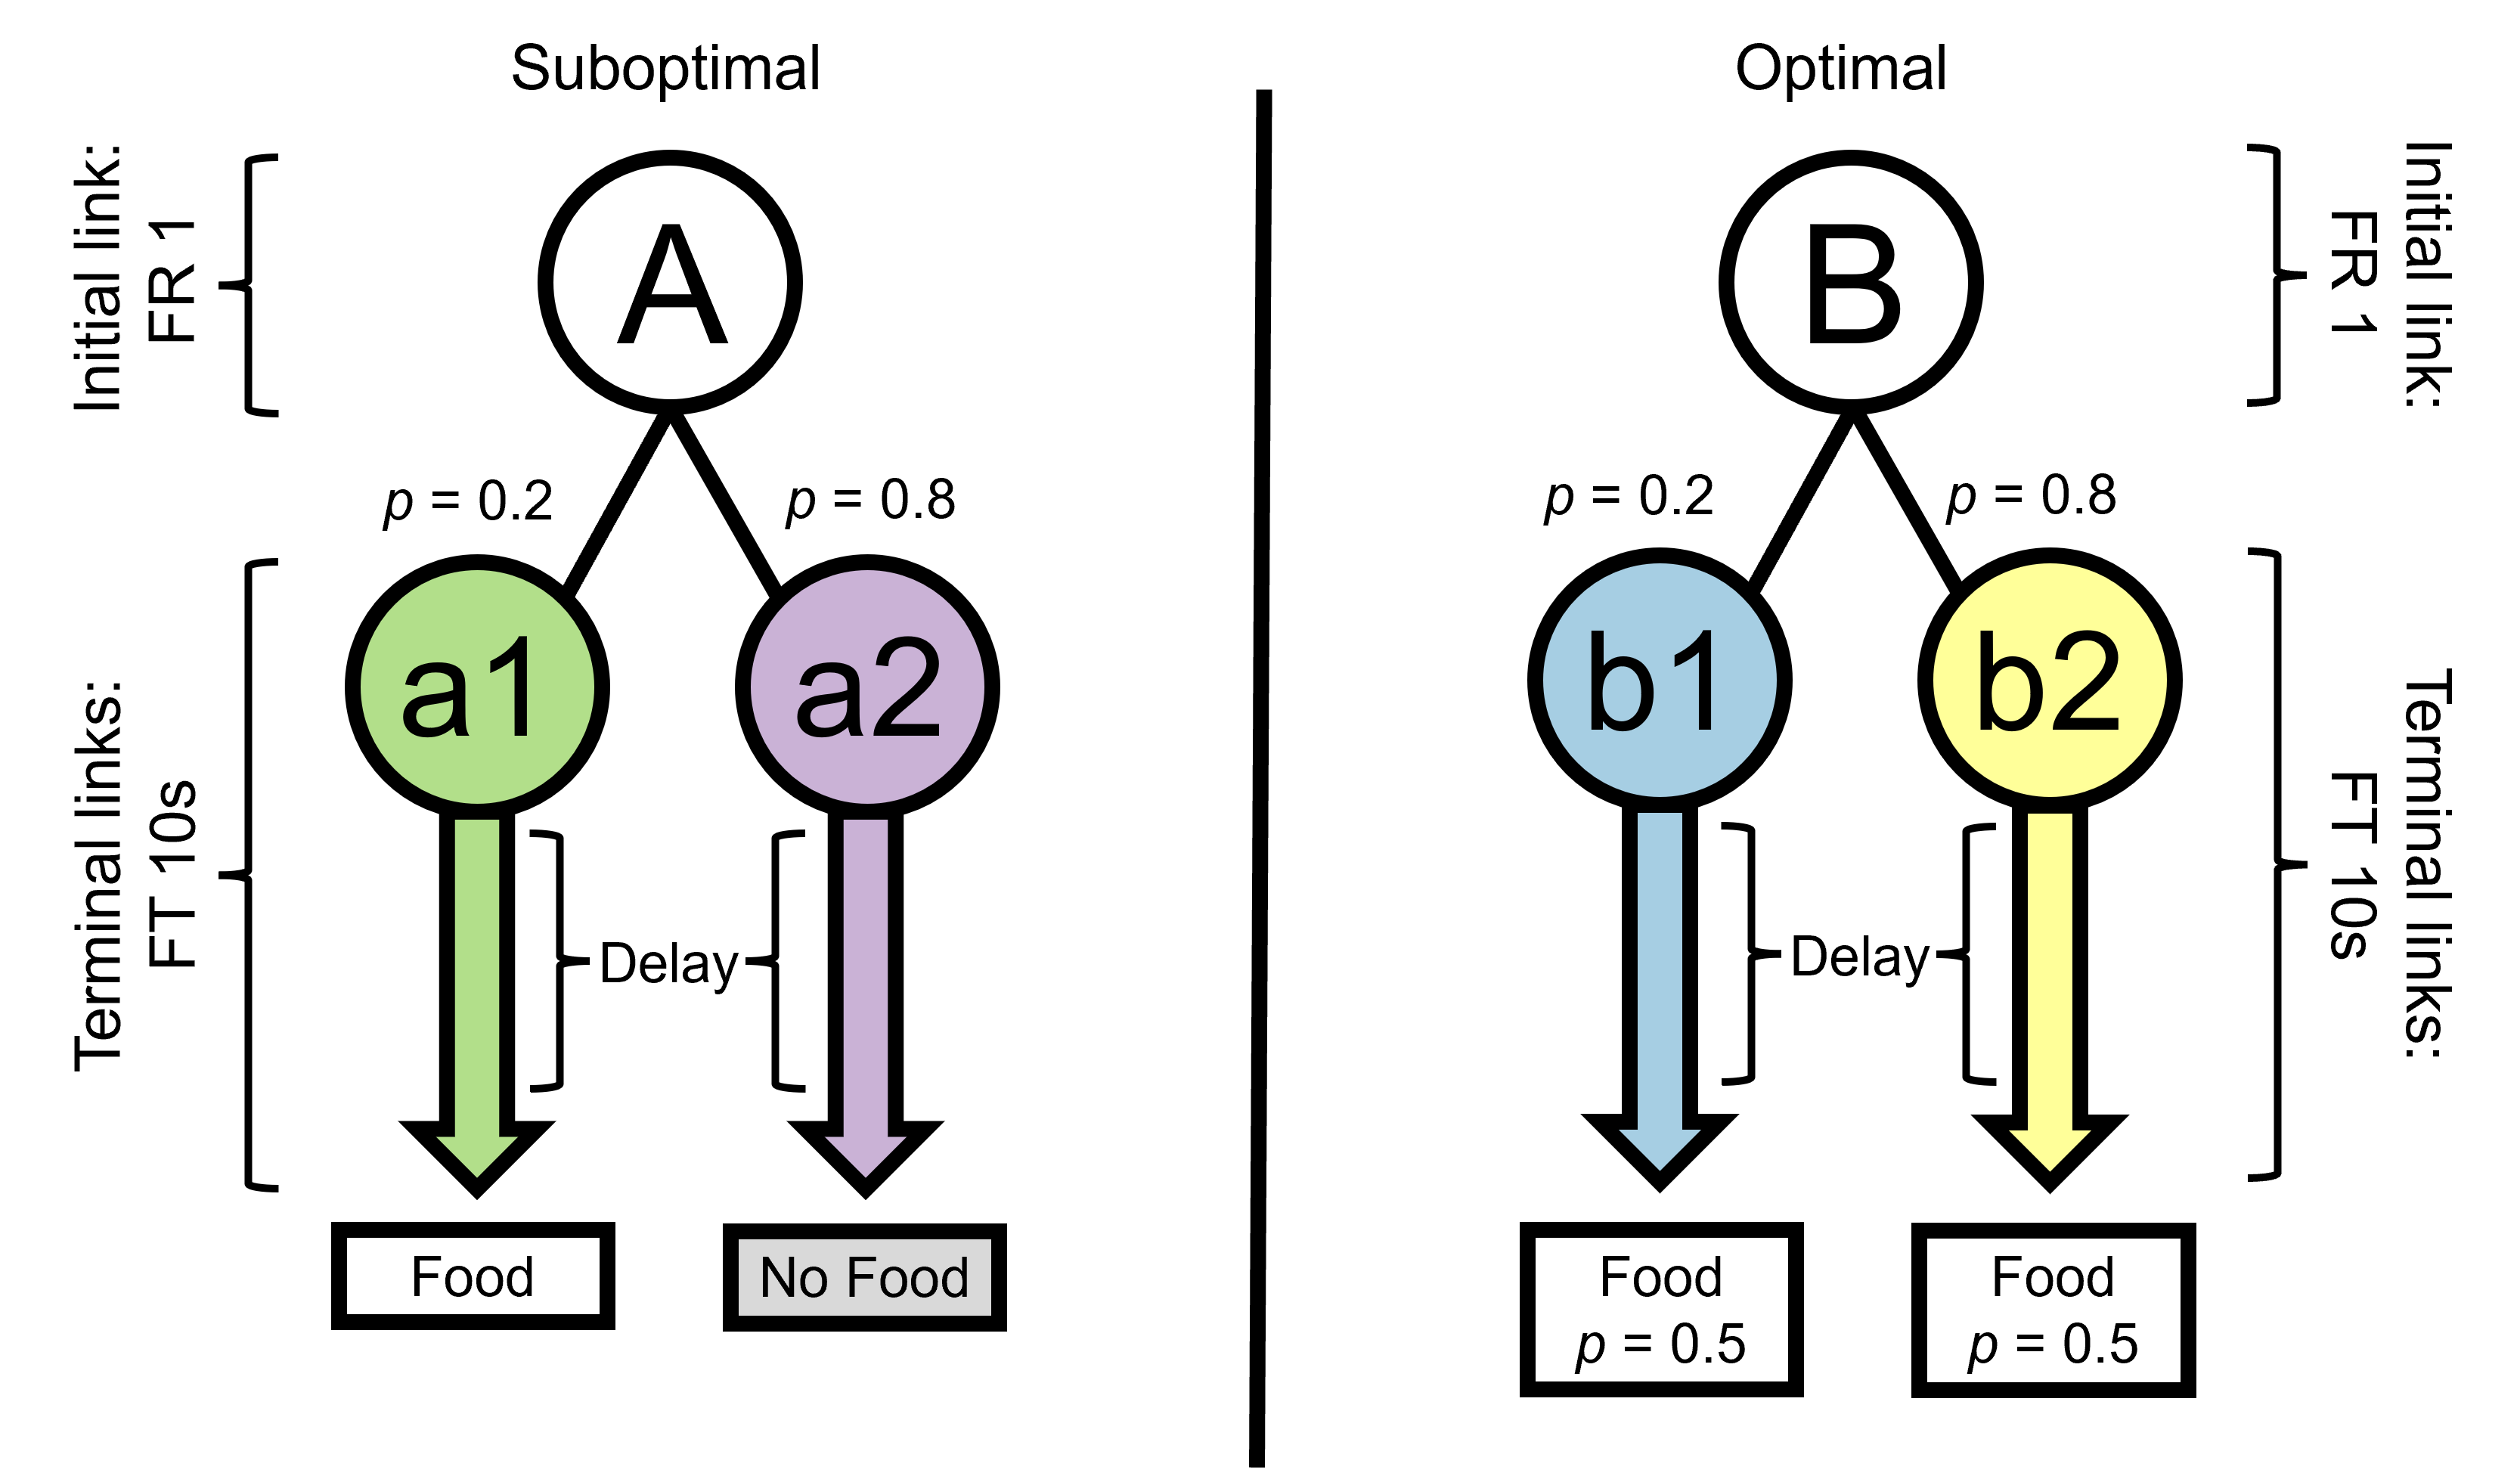 Suboptimal
Initial link:
FR 1
A
p = 0.2
p = 0.8
Terminal links:
FT 10s
a1
a2
Delay
Food
No Food
Optimal
Initial link:
FR 1
B
p = 0.2
p = 0.8
Terminal links:
FT 10s
b1
b2
Delay
Food
p = 0.5
Food
p = 0.5